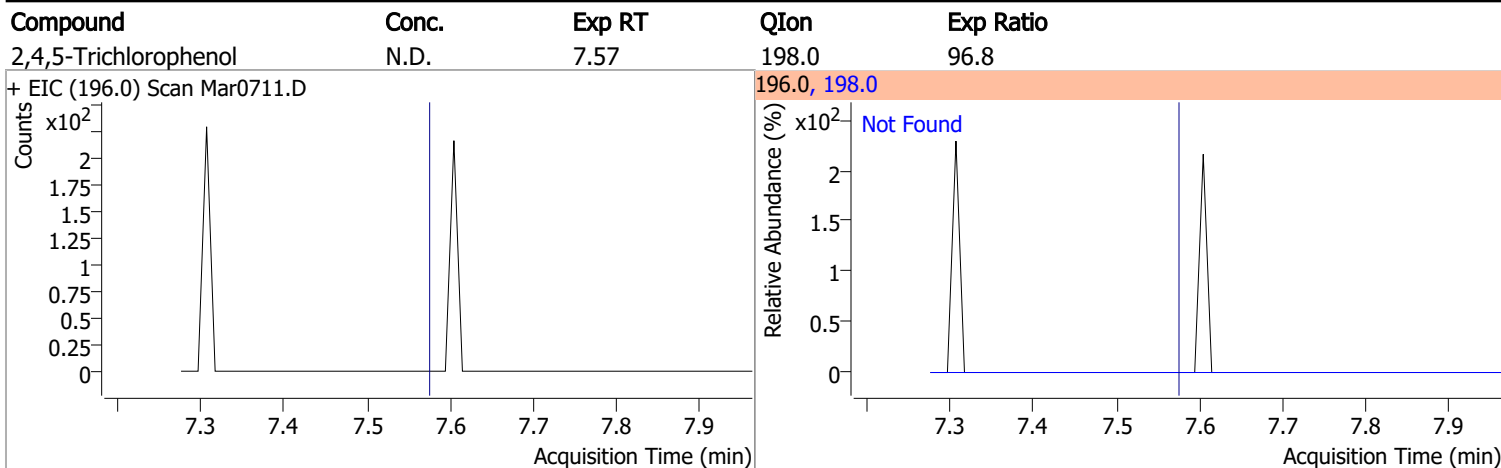 Compound Conc. Exp RT QIon Exp Ratio
2,4,5-Trichlorophenol N.D. 7.57 198.0 96.8
+ EIC (196.0) Scan Mar0711.D
Counts
x10²
2
1.75
1.5
1.25
1
0.75
0.5
0.25
0
7.3 7.4 7.5 7.6 7.7 7.8 7.9
Acquisition Time (min)
196.0, 198.0
Relative Abundance (%)
x10²
Not Found
2
1.5
1
0.5
0
7.3 7.4 7.5 7.6 7.7 7.8 7.9
Acquisition Time (min)